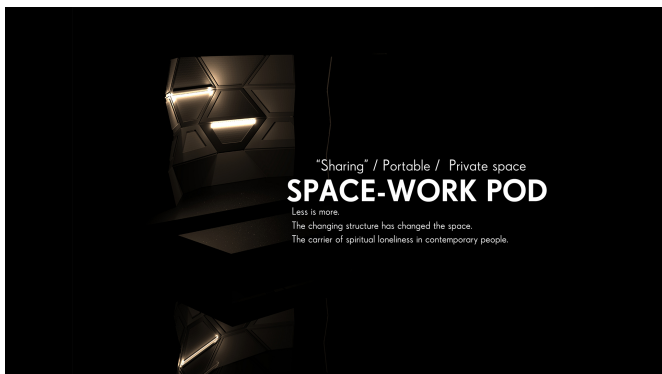 “Sharing” / Portable / Private space
SPACE-WORK POD
Less is more.
The changing structure has changed the space.
The carrier of spiritual loneliness in contemporary people.